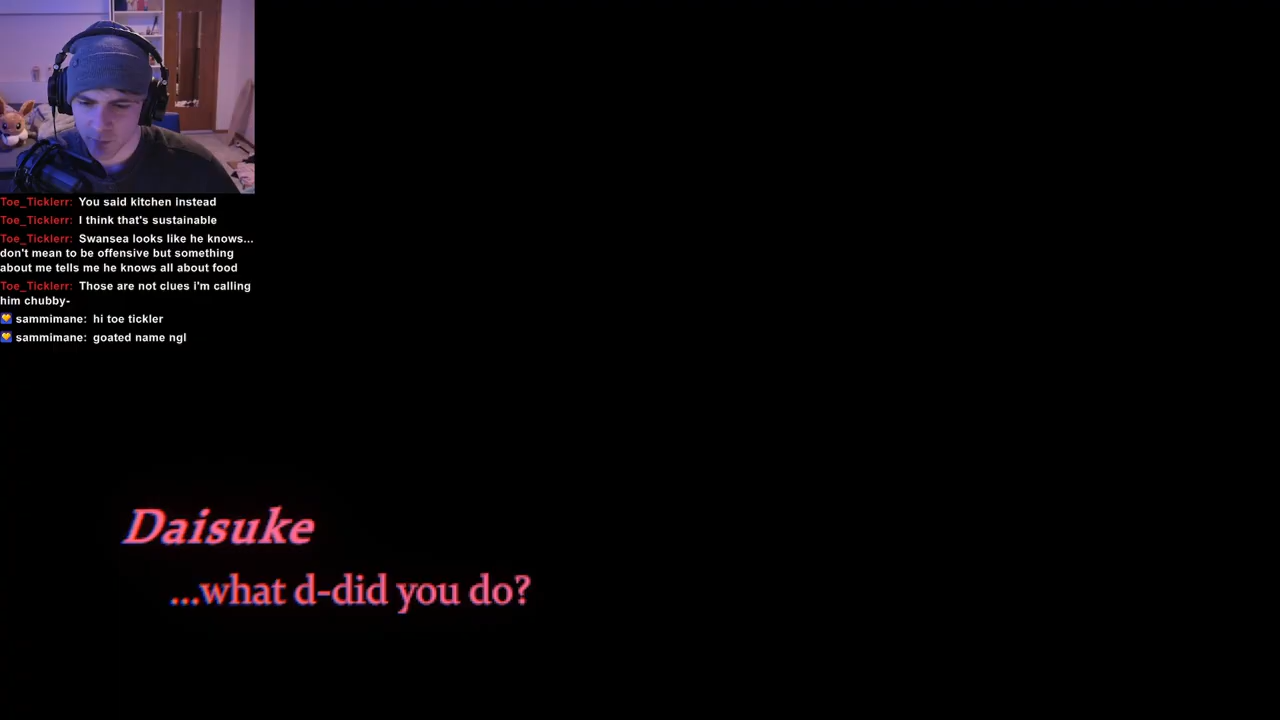 Toe_Ticklerr: You said kitchen instead
Toe_Ticklerr: I think that's sustainable
Toe_Ticklerr: Swansea looks like he knows...
don't mean to be offensive but something
about me tells me he knows all about food
Toe_Ticklerr: Those are not clues i'm calling
him chubby-
sammimane: hi toe tickler
sammimane: goated name ngl
Daisuke
...what d-did you do?